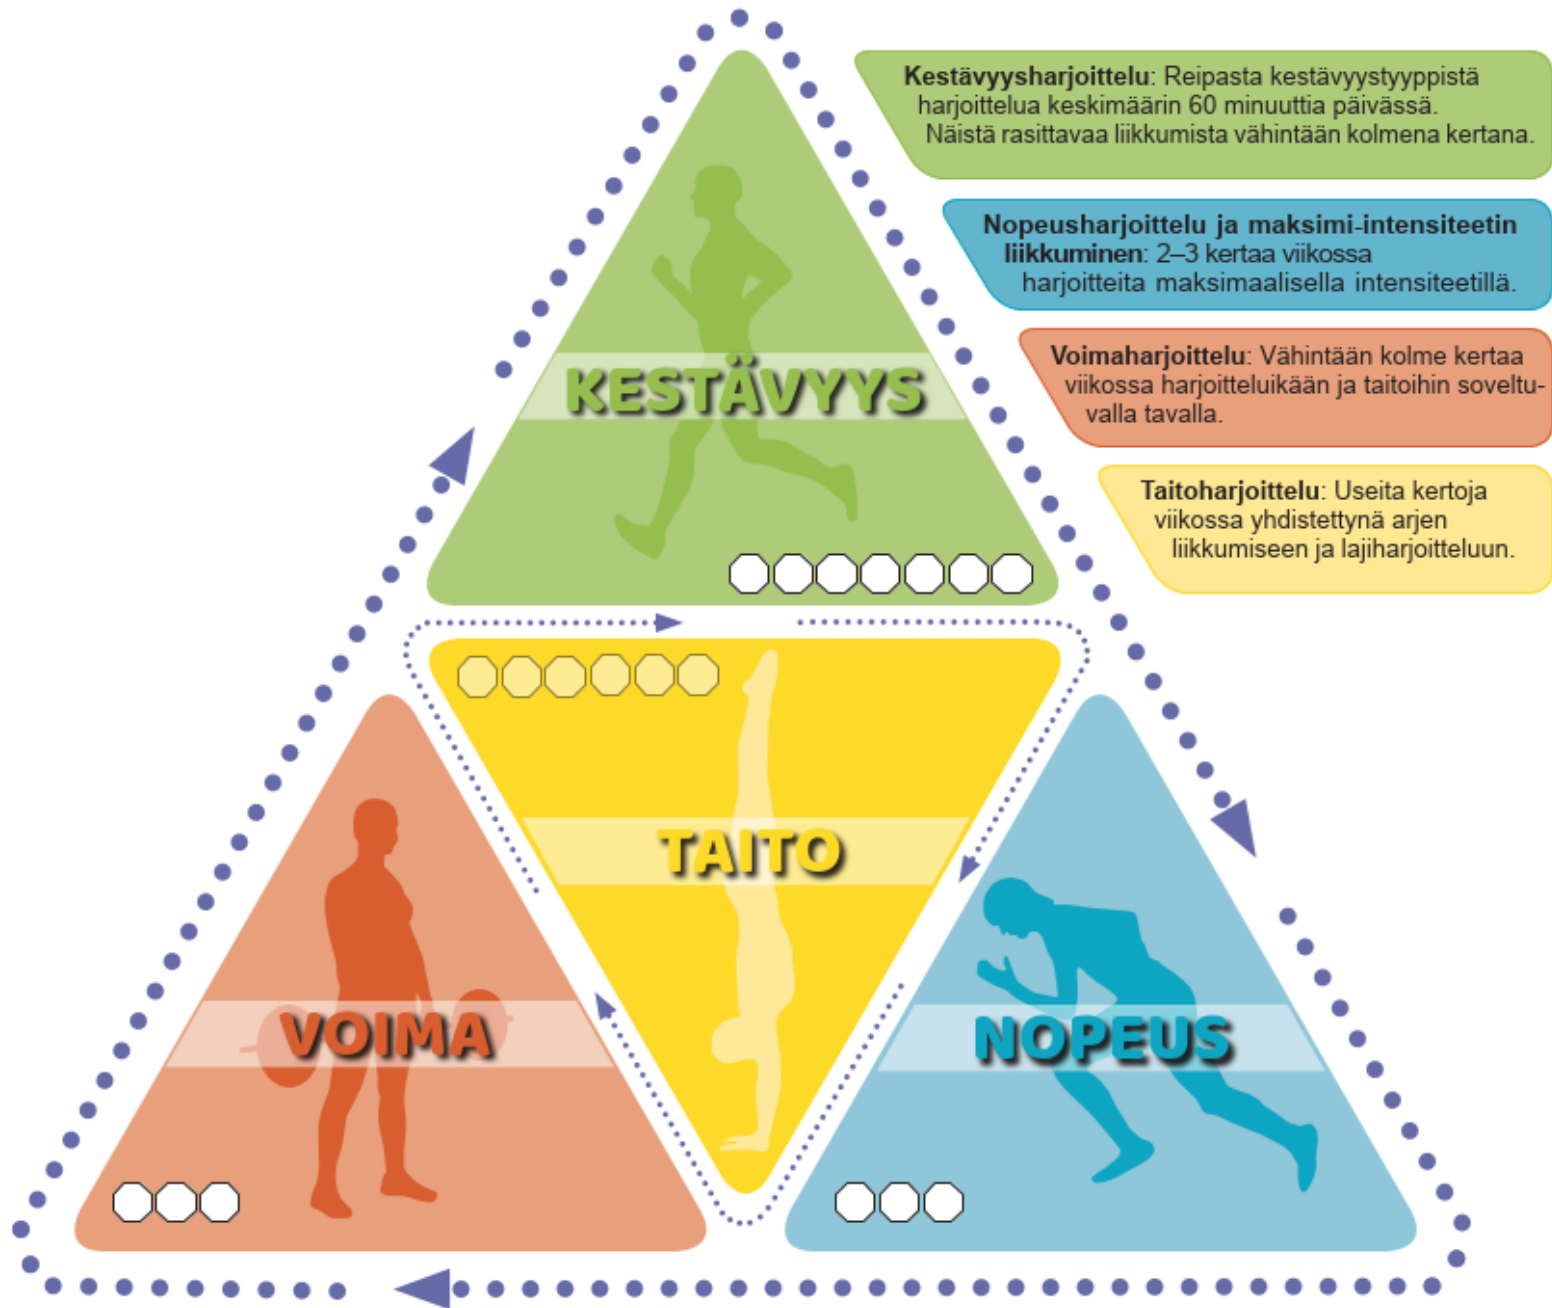 Kestävyysharjoittelu: Reipasta kestävyystyyppistä
harjoittelua keskimäärin 60 minuuttia päivässä.
Näistä rasittavaa liikkumista vähintään kolmena kertana.
Nopeusharjoittelu ja maksimi-intensiteetin
liikkuminen: 2–3 kertaa viikossa
harjoitteita maksimaalisella intensiteetillä.
Voimaharjoittelu: Vähintään kolme kertaa
viikossa harjoitteluikään ja taitoihin soveltu-
valla tavalla.
Taitoharjoittelu: Useita kertoja
viikossa yhdistettynä arjen
liikkumiseen ja lajiharjoitteluun.
KESTÄVYYS
TAITO
VOIMA
NOPEUS